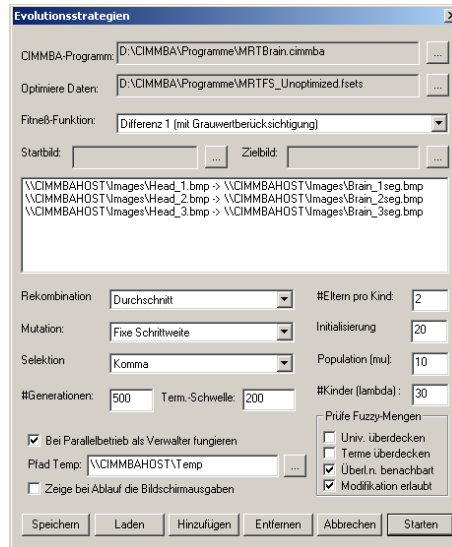 Evolutionsstrategien
CIMMBA-Programm: D:\CIMMBA\Programme\MRTBrain.cimmba ...
Optimiere Daten: D:\CIMMBA\Programme\MRTFS_Unoptimized.fsets ...
Fitneß-Funktion: Differenz 1 (mit Grauwertberücksichtigung)
Startbild: ... Zielbild: ...
\\CIMMBAHOST\Images\Head_1.bmp -> \\CIMMBAHOST\Images\Brain_1seg.bmp
\\CIMMBAHOST\Images\Head_2.bmp -> \\CIMMBAHOST\Images\Brain_2seg.bmp
\\CIMMBAHOST\Images\Head_3.bmp -> \\CIMMBAHOST\Images\Brain_3seg.bmp
Rekombination Durchschnitt #Eltern pro Kind: 2
Mutation: Fixe Schrittweite Initialisierung 20
Selektion Komma Population (mu): 10
#Generationen: 500 Term.-Schwelle: 200 #Kinder (lambda) : 30
Prüfe Fuzzy-Mengen
Univ. überdecken
Terme überdecken
Überl.n. benachbart
Modifikation erlaubt
Bei Parallelbetrieb als Verwalter fungieren
Pfad Temp: \\CIMMBAHOST\Temp ...
Zeige bei Ablauf die Bildschirmausgaben
Speichern Laden Hinzufügen Entfernen Abbrechen Starten